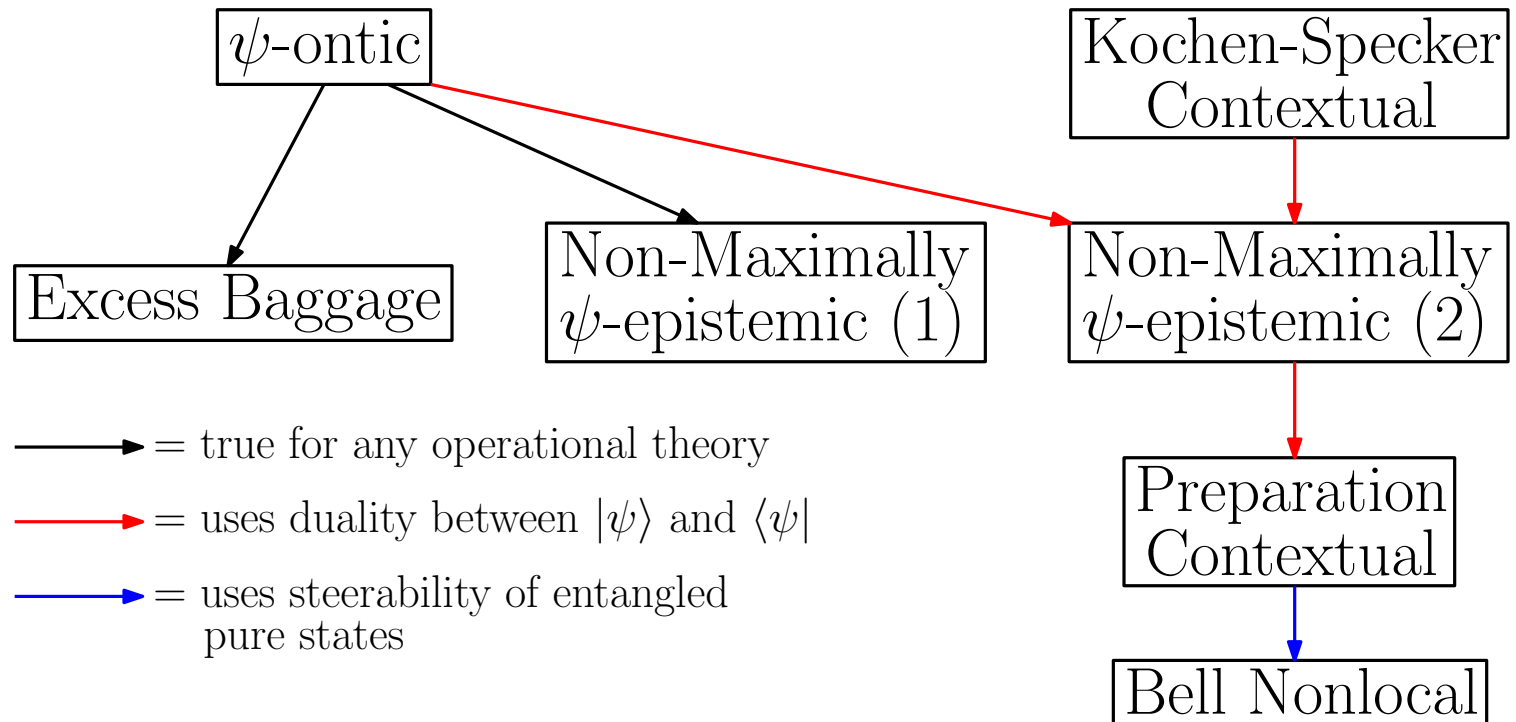 ψ-ontic
Kochen-Specker
Contextual
Excess Baggage
Non-Maximally
ψ-epistemic (1)
Non-Maximally
ψ-epistemic (2)
= true for any operational theory
= uses duality between |ψ⟩ and ⟨ψ|
= uses steerability of entangled
pure states
Preparation
Contextual
Bell Nonlocal